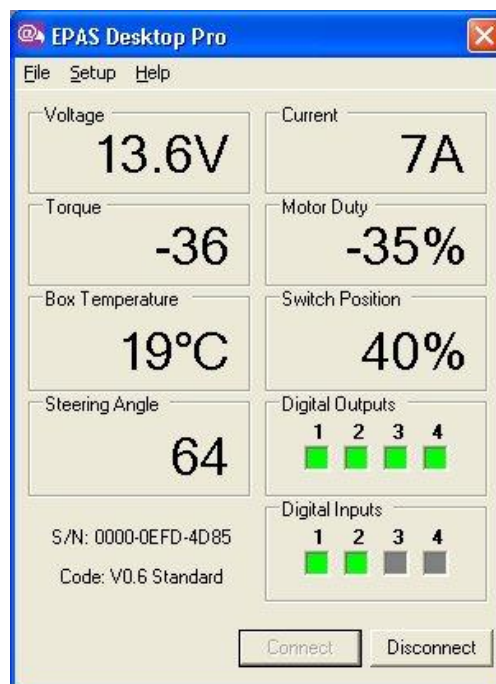 EPAS Desktop Pro
File Setup Help
Voltage
13.6V
Current
7A
Torque
-36
Motor Duty
-35%
Box Temperature
19°C
Switch Position
40%
Steering Angle
64
Digital Outputs
1 2 3 4
Digital Inputs
1 2 3 4
S/N: 0000-0EFD-4D85
Code: V0.6 Standard
Connect Disconnect